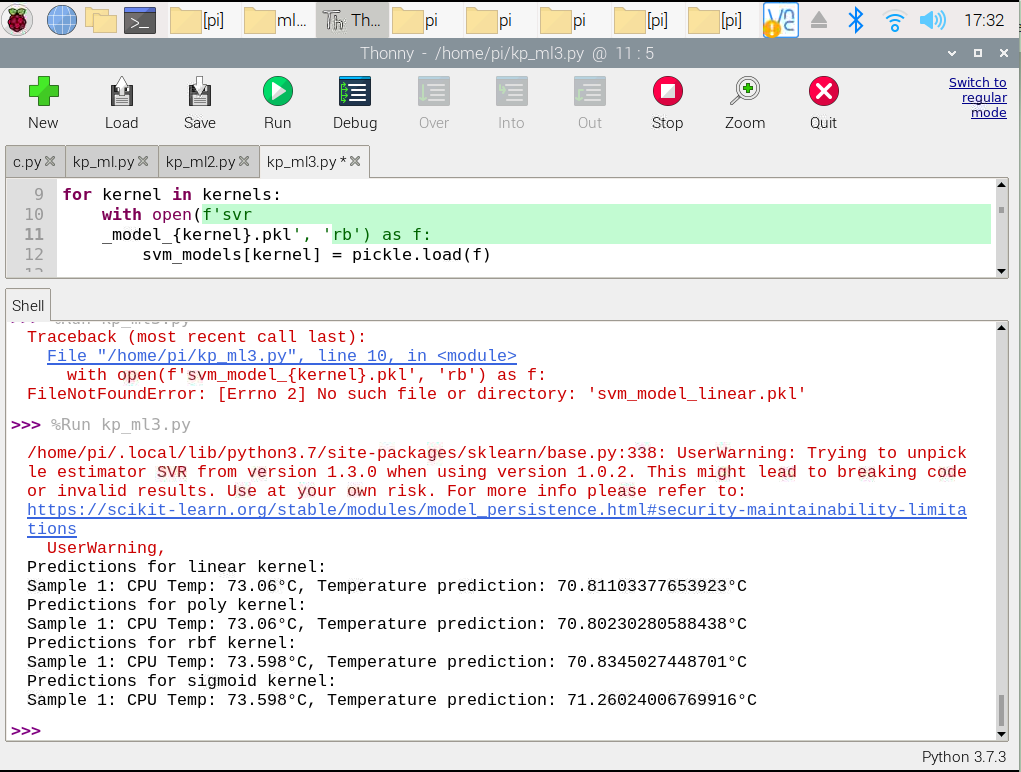 [pi]
ml...
Th...
pi
pi
pi
[pi]
[pi]
17:32
Thonny - /home/pi/kp_ml3.py @ 11 : 5
New
Load
Save
Run
Debug
Over
Into
Out
Stop
Zoom
Quit
Switch to
regular
mode
c.py
kp_ml.py
kp_ml2.py
kp_ml3.py *
9 for kernel in kernels:
10 with open(f'svr
11 _model_{kernel}.pkl', 'rb') as f:
12 svm_models[kernel] = pickle.load(f)
13
Shell
>>> %Run kp_ml3.py
Traceback (most recent call last):
File "/home/pi/kp_ml3.py", line 10, in <module>
with open(f'svm_model_{kernel}.pkl', 'rb') as f:
FileNotFoundError: [Errno 2] No such file or directory: 'svm_model_linear.pkl'
>>> %Run kp_ml3.py
/home/pi/.local/lib/python3.7/site-packages/sklearn/base.py:338: UserWarning: Trying to unpick
le estimator SVR from version 1.3.0 when using version 1.0.2. This might lead to breaking code
or invalid results. Use at your own risk. For more info please refer to:
https://scikit-learn.org/stable/modules/model_persistence.html#security-maintainability-limita
tions
UserWarning,
Predictions for linear kernel:
Sample 1: CPU Temp: 73.06°C, Temperature prediction: 70.81103377653923°C
Predictions for poly kernel:
Sample 1: CPU Temp: 73.06°C, Temperature prediction: 70.80230280588438°C
Predictions for rbf kernel:
Sample 1: CPU Temp: 73.598°C, Temperature prediction: 70.8345027448701°C
Predictions for sigmoid kernel:
Sample 1: CPU Temp: 73.598°C, Temperature prediction: 71.26024006769916°C
>>>
Python 3.7.3